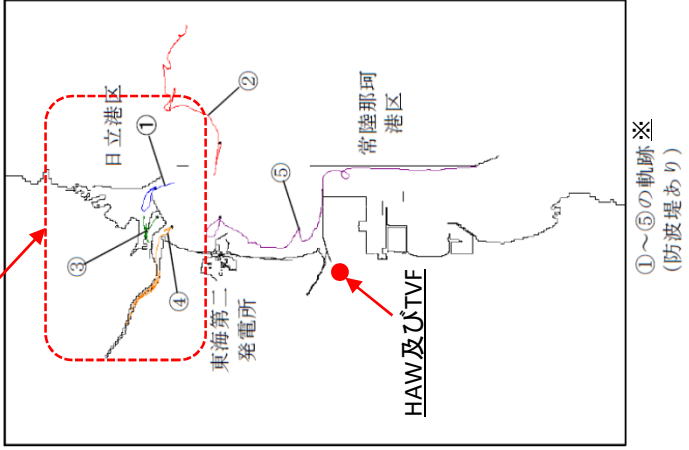 日立港区
①
②
③
④
東海第二
発電所
⑤
常陸那珂
港区
HAW及びTVF
①～⑤の軌跡※
(防波堤あり)